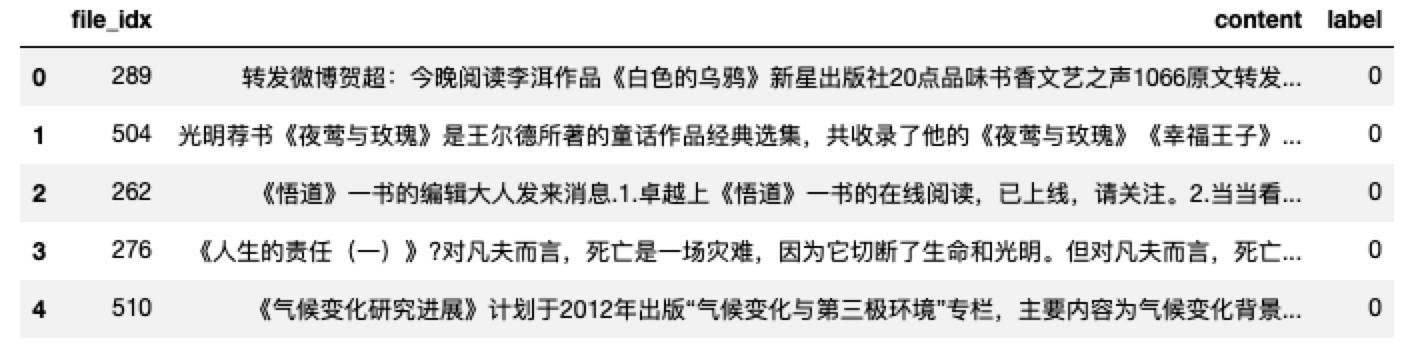 file_idx content label
0 289 转发微博贺超：今晚阅读李洱作品《白色的乌鸦》新星出版社20点品味书香文艺之声1066原文转发... 0
1 504 光明荐书《夜莺与玫瑰》是王尔德所著的童话作品经典选集，共收录了他的《夜莺与玫瑰》《幸福王子》... 0
2 262 《悟道》一书的编辑大人发来消息.1.卓越上《悟道》一书的在线阅读，已上线，请关注。2.当当看... 0
3 276 《人生的责任（一）》?对凡夫而言，死亡是一场灾难，因为它切断了生命和光明。但对凡夫而言，死亡... 0
4 510 《气候变化研究进展》计划于2012年出版“气候变化与第三极环境”专栏，主要内容为气候变化背景... 0